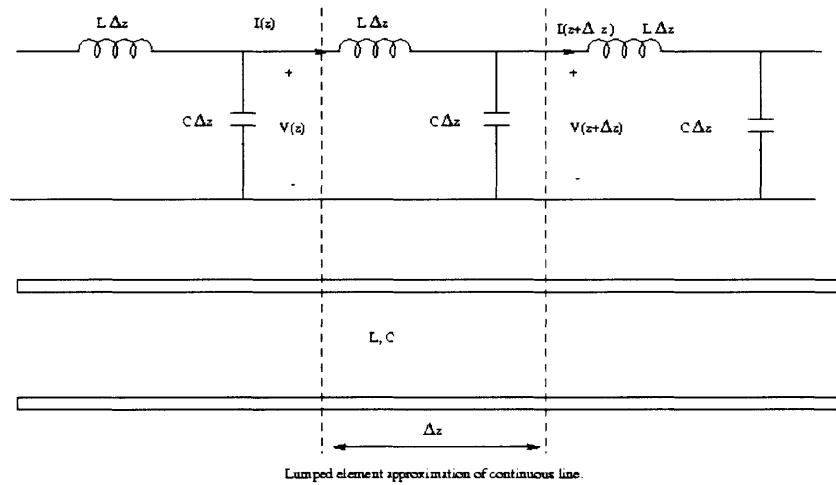 L Δz I(z) L Δz I(z+Δ z) L Δz
+ +
C Δz V(z) C Δz V(z+Δz) C Δz
- -
L, C
Δz
Lumped element approximation of continuous line.